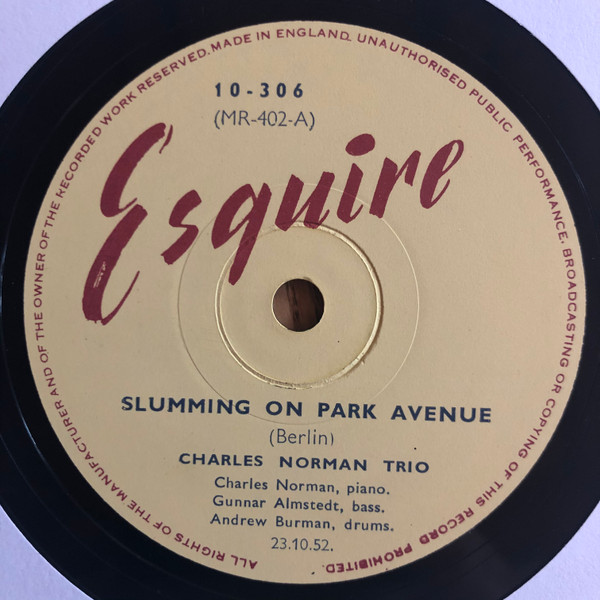 ALL RIGHTS OF THE MANUFACTURER AND OF THE OWNER OF THE RECORDED WORK RESERVED. MADE IN ENGLAND. UNAUTHORISED PUBLIC PERFORMANCE. BROADCASTING OR COPYING OF THIS RECORD PROHIBITED.
10-306
(MR-402-A)
Esquire
SLUMMING ON PARK AVENUE
(Berlin)
CHARLES NORMAN TRIO
Charles Norman, piano.
Gunnar Almstedt, bass.
Andrew Burman, drums.
23.10.52.